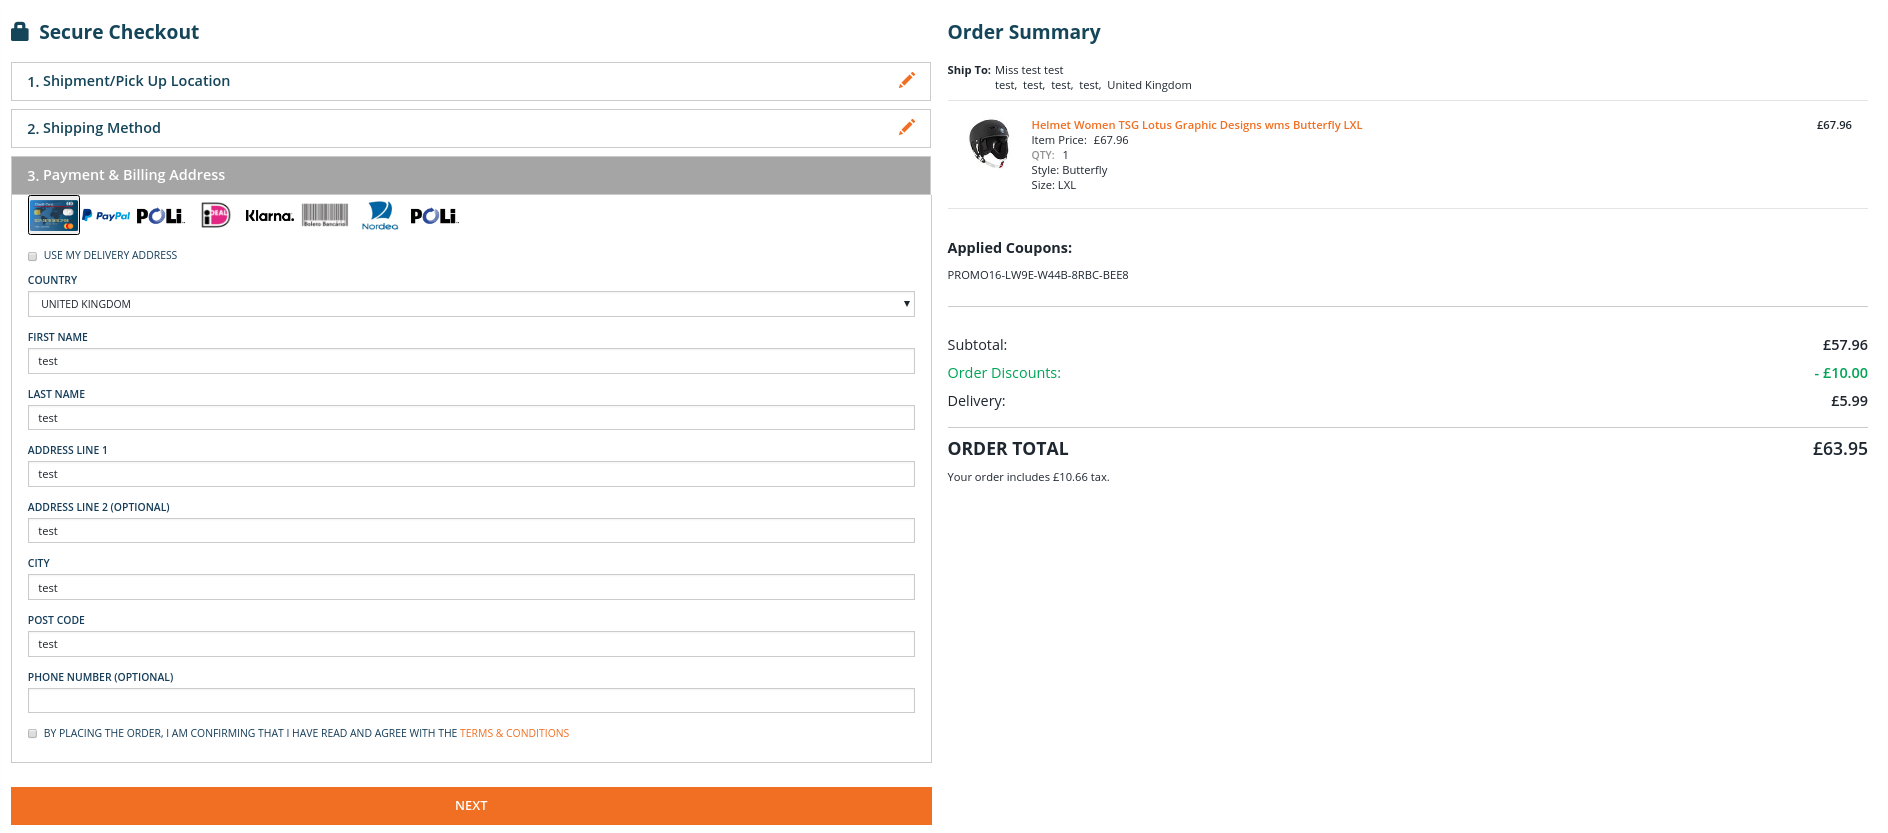 Secure Checkout
1. Shipment/Pick Up Location
2. Shipping Method
3. Payment & Billing Address
PayPal POLi iDEAL Klarna. Boleto Bancário Nordea POLi
USE MY DELIVERY ADDRESS
COUNTRY
UNITED KINGDOM
FIRST NAME
test
LAST NAME
test
ADDRESS LINE 1
test
ADDRESS LINE 2 (OPTIONAL)
test
CITY
test
POST CODE
test
PHONE NUMBER (OPTIONAL)
BY PLACING THE ORDER, I AM CONFIRMING THAT I HAVE READ AND AGREE WITH THE TERMS & CONDITIONS
NEXT
Order Summary
Ship To: Miss test test
test, test, test, test, United Kingdom
Helmet Women TSG Lotus Graphic Designs wms Butterfly LXL £67.96
Item Price: £67.96
QTY: 1
Style: Butterfly
Size: LXL
Applied Coupons:
PROMO16-LW9E-W44B-8RBC-BEE8
Subtotal: £57.96
Order Discounts: - £10.00
Delivery: £5.99
ORDER TOTAL £63.95
Your order includes £10.66 tax.